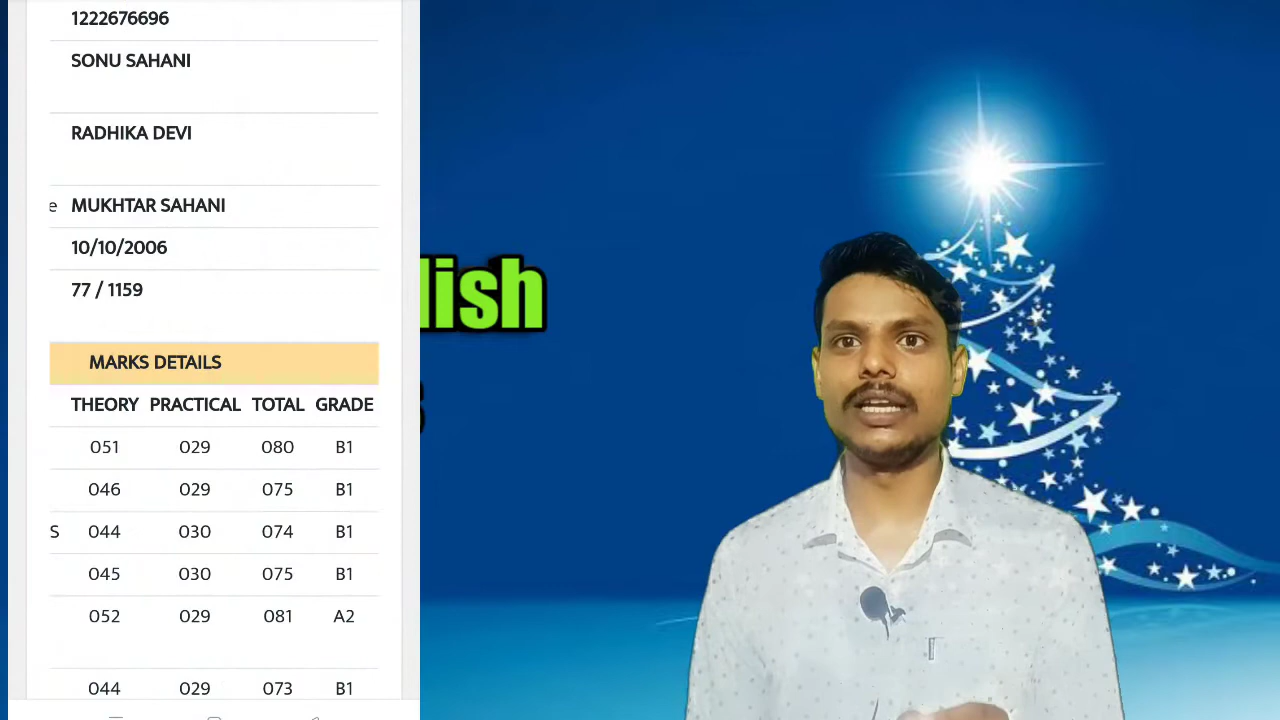 1222676696
SONU SAHANI
RADHIKA DEVI
e MUKHTAR SAHANI
10/10/2006
77 / 1159
MARKS DETAILS
THEORY PRACTICAL TOTAL GRADE
051 029 080 B1
046 029 075 B1
S 044 030 074 B1
045 030 075 B1
052 029 081 A2
044 029 073 B1
lish